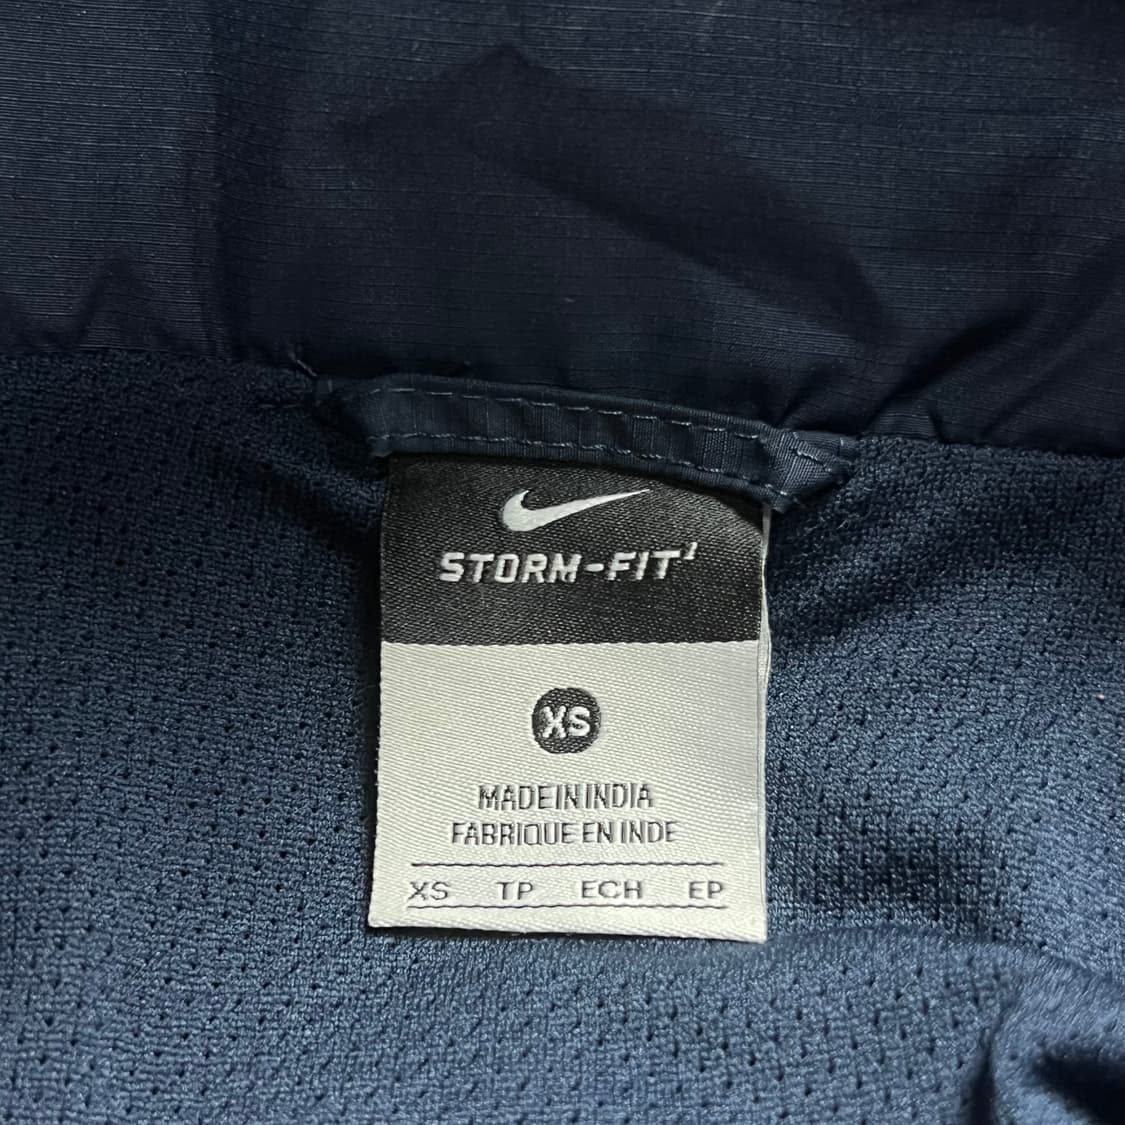 STORM-FIT¹
XS
MADE IN INDIA
FABRIQUE EN INDE
XS TP ECH EP